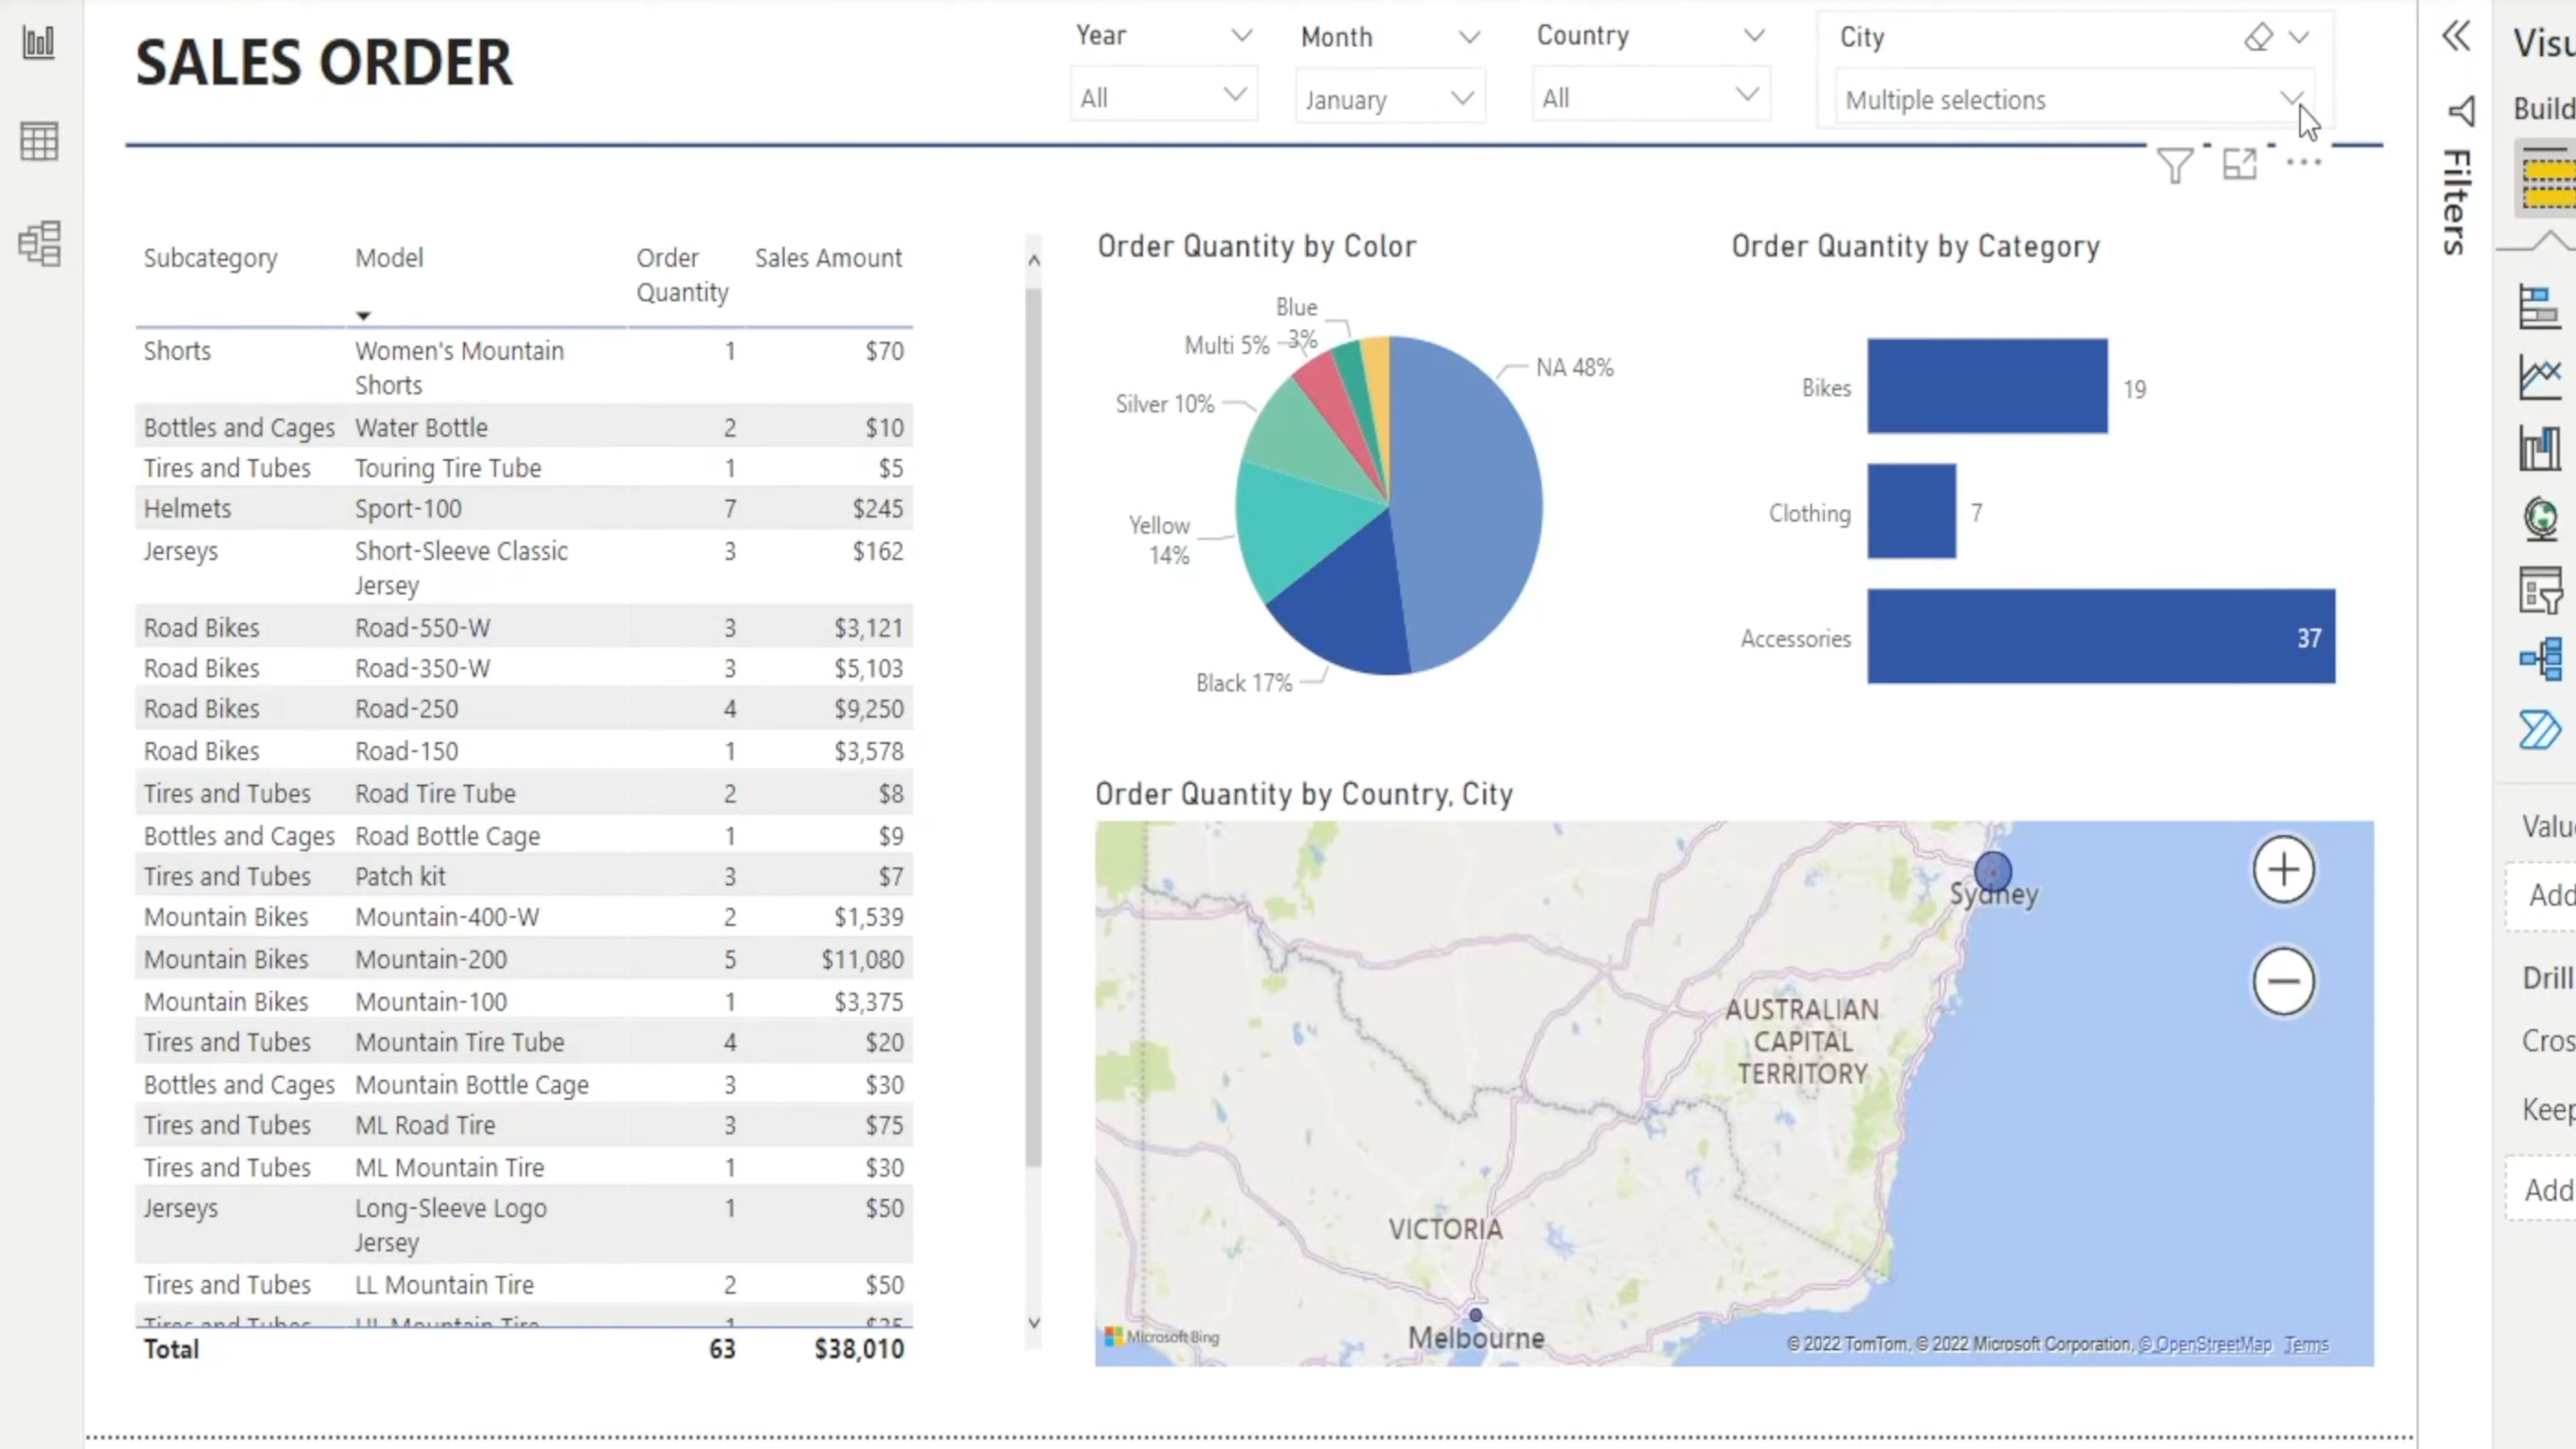 SALES ORDER
Year
Month
Country
City
All
January
All
Multiple selections
Filters
Build
Subcategory
Model
Order
Quantity
Sales Amount
Shorts
Women's Mountain
Shorts
1
$70
Bottles and Cages
Water Bottle
2
$10
Tires and Tubes
Touring Tire Tube
1
$5
Helmets
Sport-100
7
$245
Jerseys
Short-Sleeve Classic
Jersey
3
$162
Road Bikes
Road-550-W
3
$3,121
Road Bikes
Road-350-W
3
$5,103
Road Bikes
Road-250
4
$9,250
Road Bikes
Road-150
1
$3,578
Tires and Tubes
Road Tire Tube
2
$8
Bottles and Cages
Road Bottle Cage
1
$9
Tires and Tubes
Patch kit
3
$7
Mountain Bikes
Mountain-400-W
2
$1,539
Mountain Bikes
Mountain-200
5
$11,080
Mountain Bikes
Mountain-100
1
$3,375
Tires and Tubes
Mountain Tire Tube
4
$20
Bottles and Cages
Mountain Bottle Cage
3
$30
Tires and Tubes
ML Road Tire
3
$75
Tires and Tubes
ML Mountain Tire
1
$30
Jerseys
Long-Sleeve Logo
Jersey
1
$50
Tires and Tubes
LL Mountain Tire
2
$50
Total
63
$38,010
Order Quantity by Color
Blue
3%
Multi 5%
Silver 10%
Yellow
14%
Black 17%
NA 48%
Order Quantity by Category
Bikes
19
Clothing
7
Accessories
37
Order Quantity by Country, City
Sydney
AUSTRALIAN
CAPITAL
TERRITORY
VICTORIA
Melbourne
Microsoft Bing
© 2022 TomTom, © 2022 Microsoft Corporation, © OpenStreetMap Terms
Add
Drill
Keep
Add